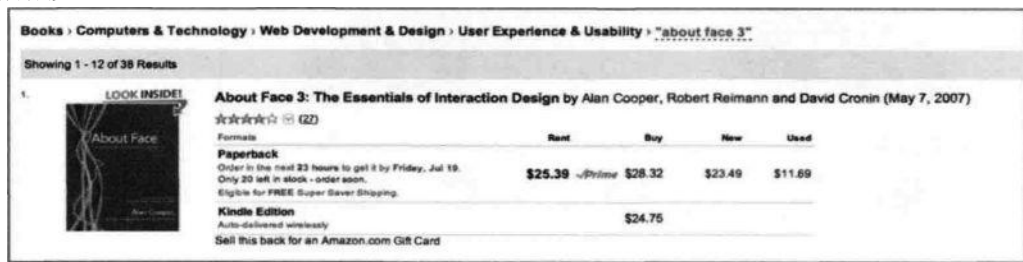 Books › Computers & Technology › Web Development & Design › User Experience & Usability › "about face 3"
Showing 1 - 12 of 38 Results
1.
LOOK INSIDE!
About Face
Alan Cooper
About Face 3: The Essentials of Interaction Design by Alan Cooper, Robert Reimann and David Cronin (May 7, 2007)
(27)
Formats Rent Buy New Used
Paperback
Order in the next 23 hours to get it by Friday, Jul 19.
Only 20 left in stock - order soon.
Eligible for FREE Super Saver Shipping.
$25.39 Prime $28.32 $23.49 $11.69
Kindle Edition
Auto-delivered wirelessly
$24.75
Sell this back for an Amazon.com Gift Card